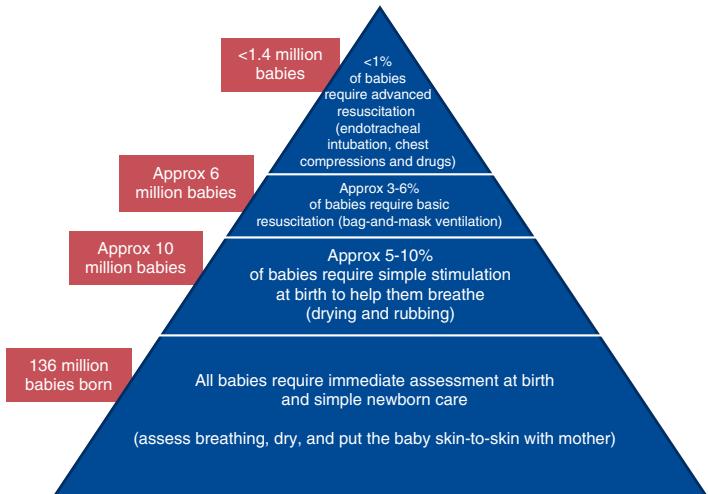 <1.4 million
babies
<1%
of babies
require advanced
resuscitation
(endotracheal
intubation, chest
compressions and drugs)
Approx 6
million babies
Approx 3-6%
of babies require basic
resuscitation (bag-and-mask ventilation)
Approx 10
million babies
Approx 5-10%
of babies require simple stimulation
at birth to help them breathe
(drying and rubbing)
136 million
babies born
All babies require immediate assessment at birth
and simple newborn care
(assess breathing, dry, and put the baby skin-to-skin with mother)